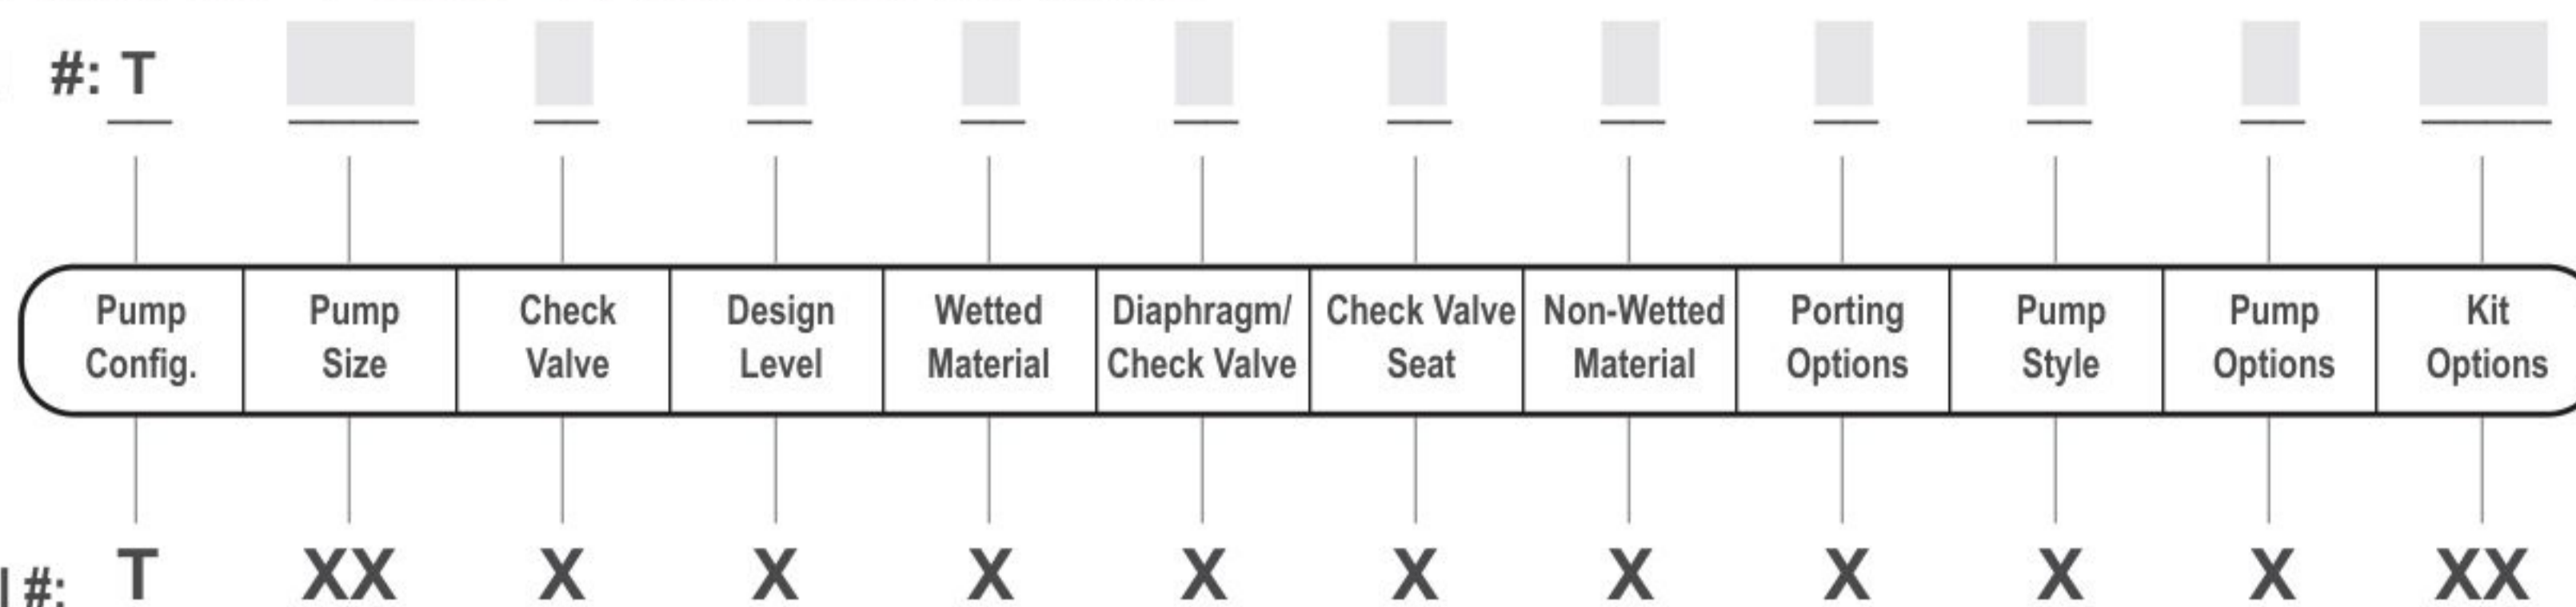 #: T
Pump Config.
Pump Size
Check Valve
Design Level
Wetted Material
Diaphragm/ Check Valve
Check Valve Seat
Non-Wetted Material
Porting Options
Pump Style
Pump Options
Kit Options
#: T XX X X X X X X X X X XX